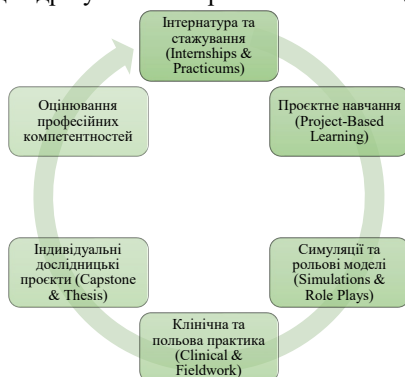 Інтернатура та
стажування
(Internships &
Practicums)
Проєктне навчання
(Project-Based
Learning)
Симуляції та
рольові моделі
(Simulations &
Role Plays)
Клінічна та
польова практика
(Clinical &
Fieldwork)
Індивідуальні
дослідницькі
проєкти (Capstone
& Thesis)
Оцінювання
професійних
компетентностей